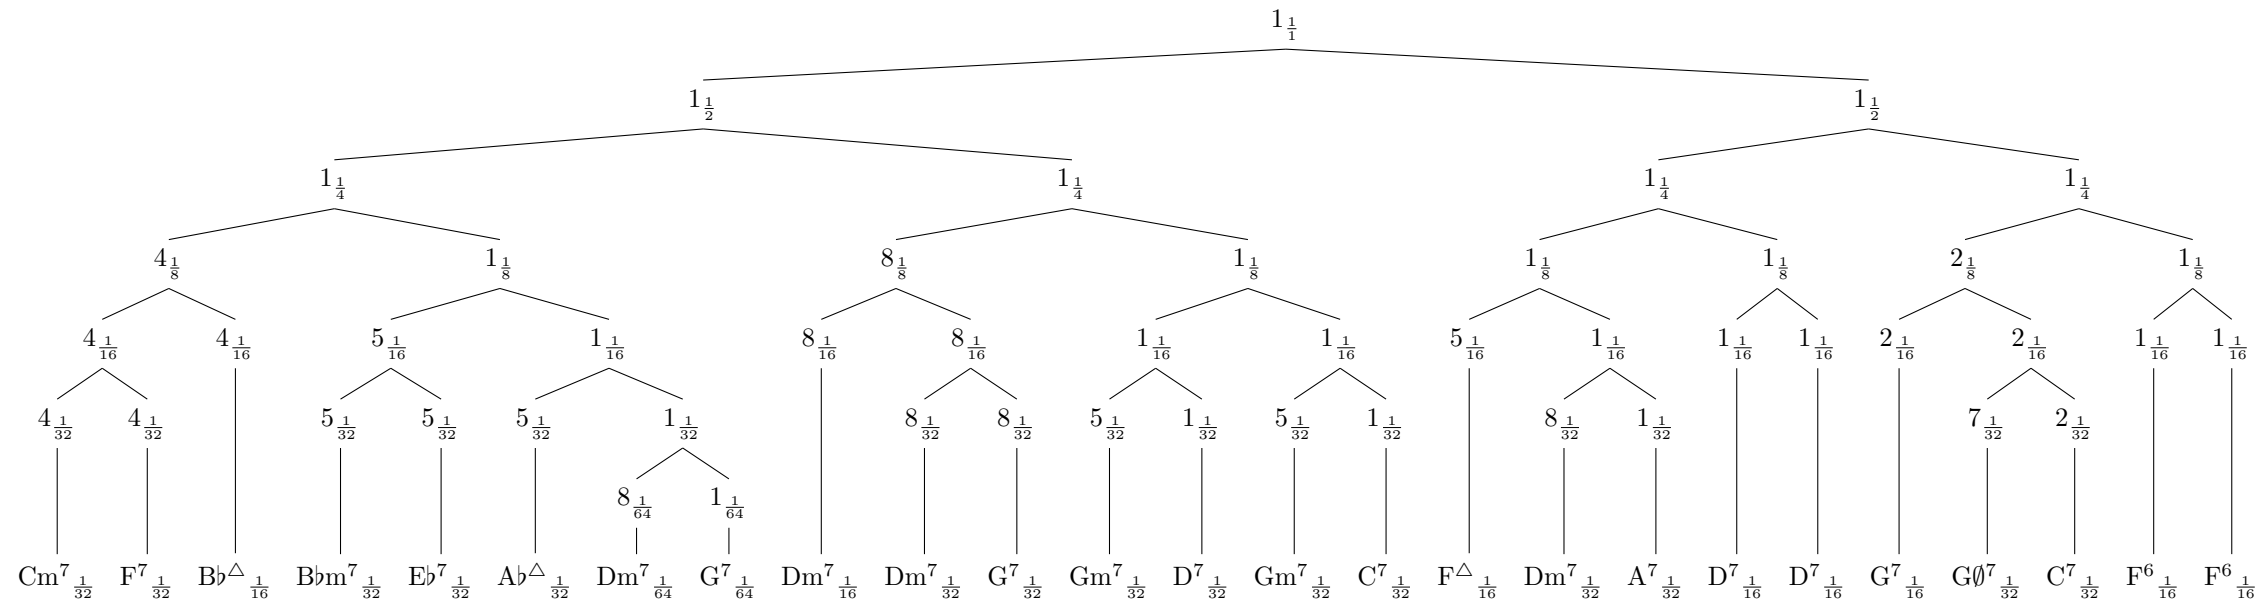 1 1/1
1 1/2 1 1/2
1 1/4 1 1/4 1 1/4 1 1/4
4 1/8 1 1/8 8 1/8 1 1/8 1 1/8 1 1/8 2 1/8 1 1/8
4 1/16 4 1/16 5 1/16 1 1/16 8 1/16 8 1/16 1 1/16 1 1/16 5 1/16 1 1/16 1 1/16 1 1/16 2 1/16 2 1/16 1 1/16 1 1/16
4 1/32 4 1/32 5 1/32 5 1/32 5 1/32 1 1/32 8 1/32 8 1/32 5 1/32 1 1/32 5 1/32 1 1/32 8 1/32 1 1/32 7 1/32 2 1/32
8 1/64 1 1/64
Cm⁷ 1/32 F⁷ 1/32 B♭△ 1/16 B♭m⁷ 1/32 E♭⁷ 1/32 A♭△ 1/32 Dm⁷ 1/64 G⁷ 1/64 Dm⁷ 1/16 Dm⁷ 1/32 G⁷ 1/32 Gm⁷ 1/32 D⁷ 1/32 Gm⁷ 1/32 C⁷ 1/32 F△ 1/16 Dm⁷ 1/32 A⁷ 1/32 D⁷ 1/16 D⁷ 1/16 G⁷ 1/16 G∅⁷ 1/32 C⁷ 1/32 F⁶ 1/16 F⁶ 1/16